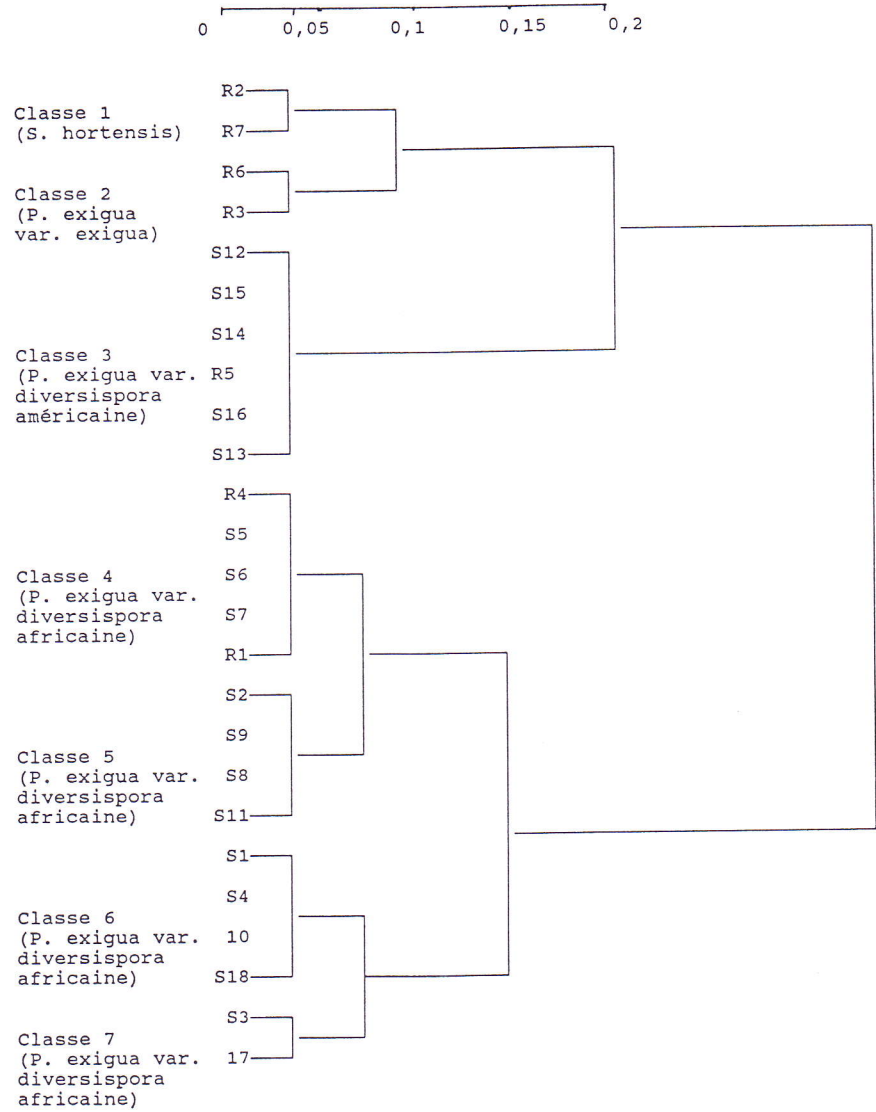 0 0,05 0,1 0,15 0,2
R2
Classe 1
(S. hortensis)
R7
R6
Classe 2
(P. exigua
var. exigua)
R3
S12
S15
S14
Classe 3
(P. exigua var.
diversispora
américaine)
R5
S16
S13
R4
S5
S6
Classe 4
(P. exigua var.
diversispora
africaine)
S7
R1
S2
S9
Classe 5
(P. exigua var.
diversispora
africaine)
S8
S11
S1
S4
Classe 6
(P. exigua var.
diversispora
africaine)
10
S18
S3
Classe 7
(P. exigua var.
diversispora
africaine)
17